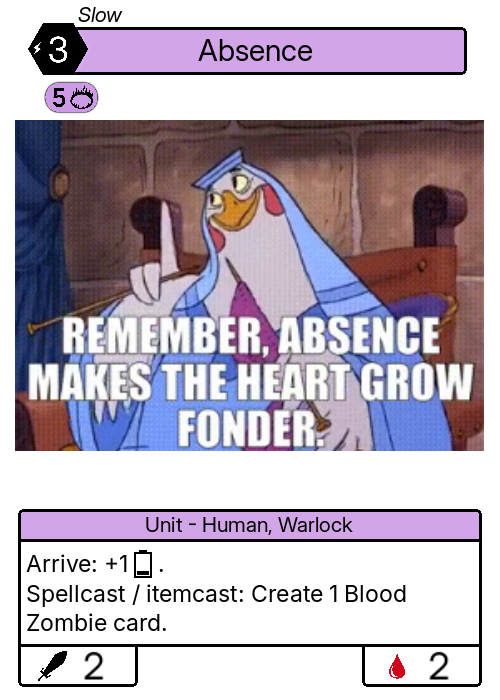 Slow
3 Absence
5
REMEMBER, ABSENCE
MAKES THE HEART GROW
FONDER.
Unit - Human, Warlock
Arrive: +1 .
Spellcast / itemcast: Create 1 Blood
Zombie card.
2 2